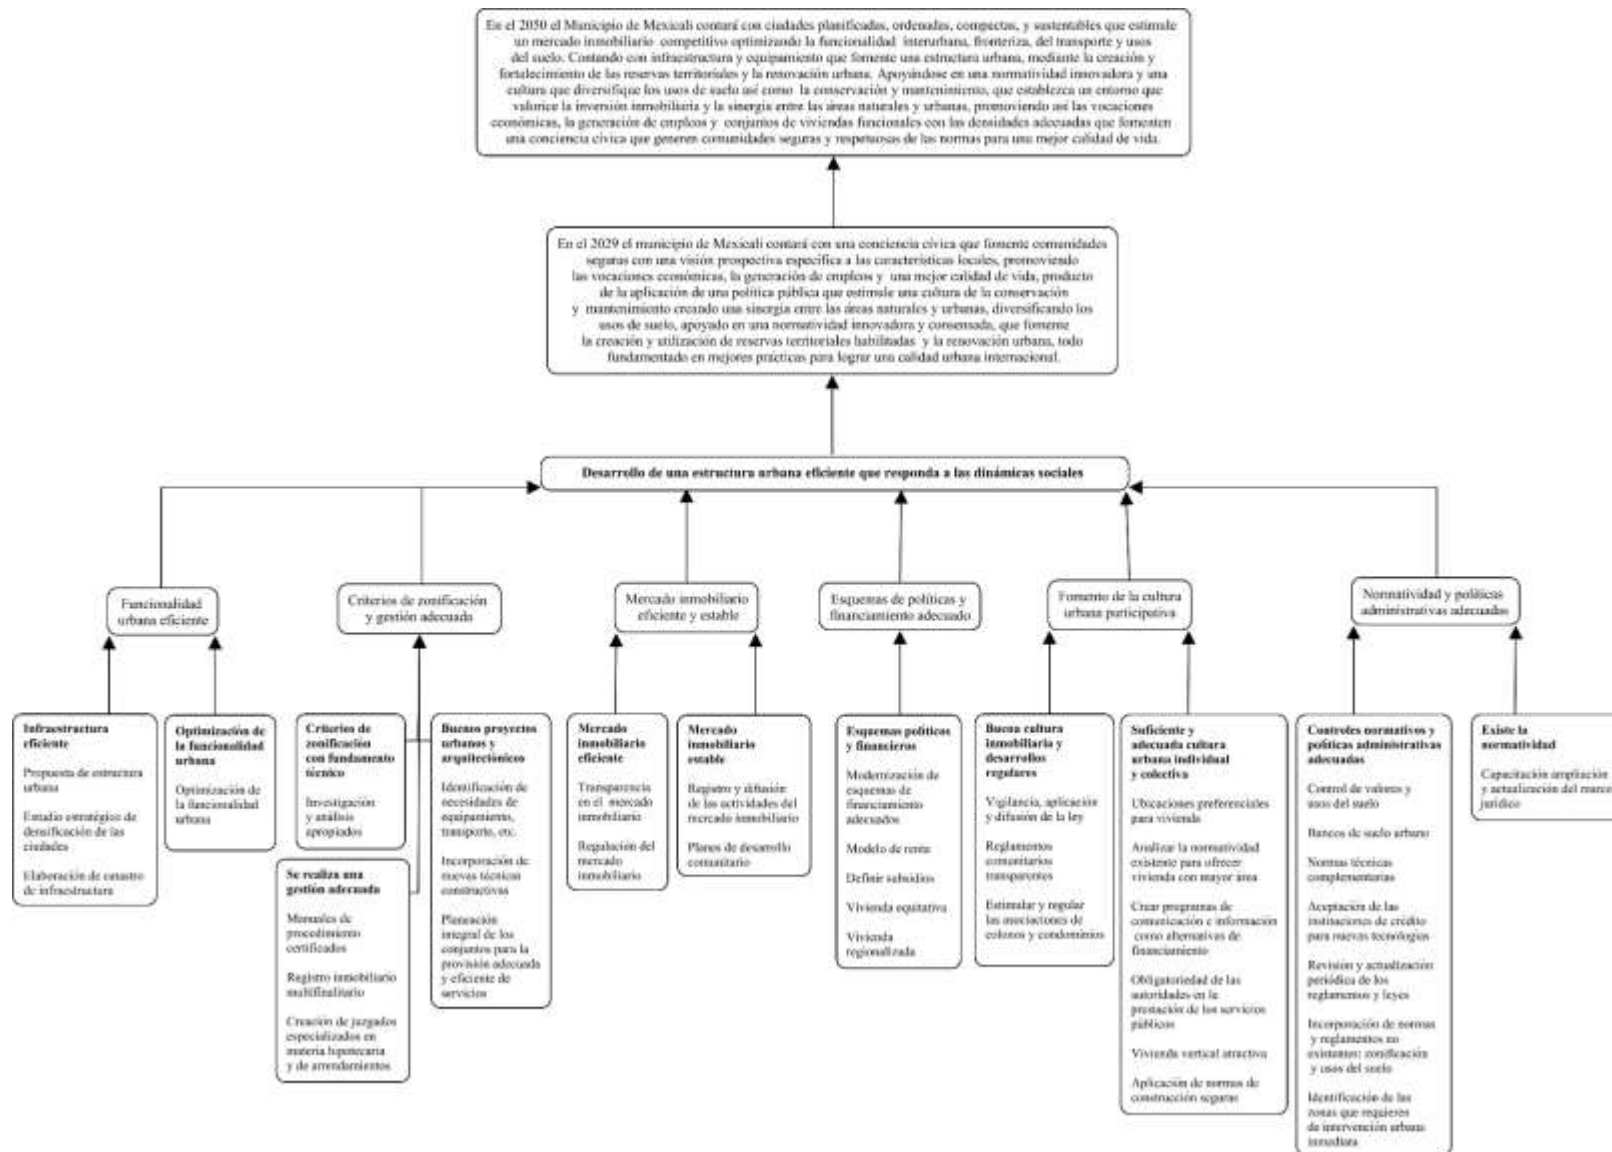 En el 2050 el Municipio de Mexicali contará con ciudades planificadas, ordenadas, compactas, y sustentables que estimule
un mercado inmobiliario competitivo optimizando la funcionalidad interurbana, fronteriza, del transporte y usos
del suelo. Contando con infraestructura y equipamiento que fomente una estructura urbana, mediante la creación y
fortalecimiento de las reservas territoriales y la renovación urbana. Apoyándose en una normatividad innovadora y una
cultura que diversifique los usos de suelo así como la conservación y mantenimiento, que establezca un entorno que
valorice la inversión inmobiliaria y la sinergia entre las áreas naturales y urbanas, promoviendo así las vocaciones
económicas, la generación de empleos y conjuntos de viviendas funcionales con las densidades adecuadas que fomenten
una conciencia cívica que generen comunidades seguras y respetuosas de las normas para una mejor calidad de vida.
En el 2029 el municipio de Mexicali contará con una conciencia cívica que fomente comunidades
seguras con una visión prospectiva específica a las características locales, promoviendo
las vocaciones económicas, la generación de empleos y una mejor calidad de vida, producto
de la aplicación de una política pública que estimule una cultura de la conservación
y mantenimiento creando una sinergia entre las áreas naturales y urbanas, diversificando los
usos de suelo, apoyado en una normatividad innovadora y consensada, que fomente
la creación y utilización de reservas territoriales habilitadas y la renovación urbana, todo
fundamentado en mejores prácticas para lograr una calidad urbana internacional.
Desarrollo de una estructura urbana eficiente que responda a las dinámicas sociales
Funcionalidad
urbana eficiente
Criterios de zonificación
y gestión adecuada
Mercado inmobiliario
eficiente y estable
Esquemas de políticas y
financiamiento adecuado
Fomento de la cultura
urbana participativa
Normatividad y políticas
administrativas adecuados
Infraestructura
eficiente
Propuesta de estructura
urbana
Estudio estratégico de
densificación de las
ciudades
Elaboración de catastro
de infraestructura
Optimización de
la funcionalidad
urbana
Optimización de
la funcionalidad
urbana
Criterios de
zonificación
con fundamento
técnico
Investigación
y análisis
apropiados
Se realiza una
gestión adecuada
Manuales de
procedimiento
certificados
Registro inmobiliario
multifinalitario
Creación de juzgados
especializados en
materia hipotecaria
y de arrendamientos
Buenos proyectos
urbanos y
arquitectónicos
Identificación de
necesidades de
equipamiento,
transporte, etc.
Incorporación de
nuevas técnicas
constructivas
Planeación
integral de los
conjuntos para la
provisión adecuada
y eficiente de
servicios
Mercado
inmobiliario
eficiente
Transparencia
en el mercado
inmobiliario
Regulación del
mercado
inmobiliario
Mercado
inmobiliario
estable
Registro y difusión
de las actividades del
mercado inmobiliario
Planes de desarrollo
comunitario
Esquemas políticos
y financieros
Modernización de
esquemas de
financiamiento
adecuados
Modelo de renta
Definir subsidios
Vivienda equitativa
Vivienda
regionalizada
Buena cultura
inmobiliaria y
desarrollos
regulares
Vigilancia, aplicación
y difusión de la ley
Reglamentos
comunitarios
transparentes
Estimular y regular
las asociaciones de
colonos y condominios
Suficiente y
adecuada cultura
urbana individual
y colectiva
Ubicaciones preferenciales
para vivienda
Analizar la normatividad
existente para ofrecer
vivienda con mayor área
Crear programas de
comunicación e información
como alternativas de
financiamiento
Obligatoriedad de las
autoridades en la
prestación de los servicios
públicos
Vivienda vertical atractiva
Aplicación de normas de
construcción seguras
Controles normativos y
políticas administrativas
adecuadas
Control de valores y
usos del suelo
Bancos de suelo urbano
Normas técnicas
complementarias
Aceptación de las
instituciones de crédito
para nuevas tecnologías
Revisión y actualización
periódica de los
reglamentos y leyes
Incorporación de normas
y reglamentos no
existentes: zonificación
y usos del suelo
Identificación de las
zonas que requieren
de intervención urbana
inmediata
Existe la
normatividad
Capacitación ampliación
y actualización del marco
jurídico